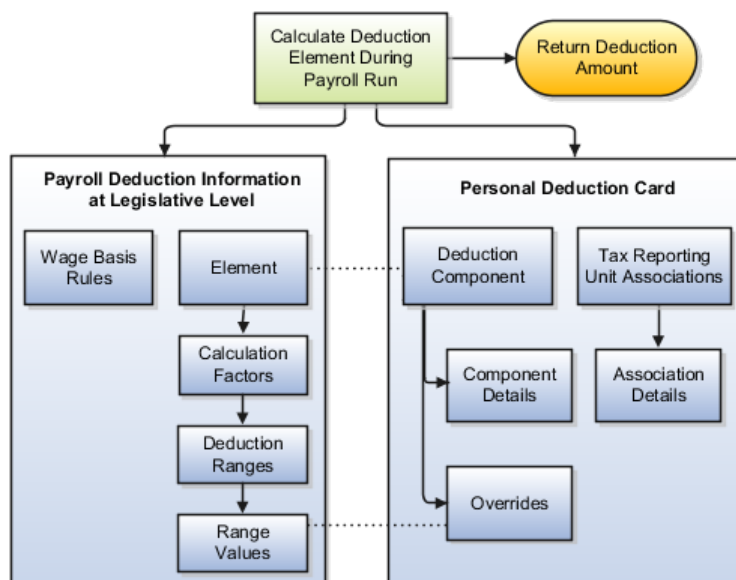 Calculate Deduction
Element During
Payroll Run
Return Deduction
Amount
Payroll Deduction Information
at Legislative Level
Wage Basis
Rules
Element
Calculation
Factors
Deduction
Ranges
Range
Values
Personal Deduction Card
Deduction
Component
Tax Reporting
Unit Associations
Component
Details
Association
Details
Overrides